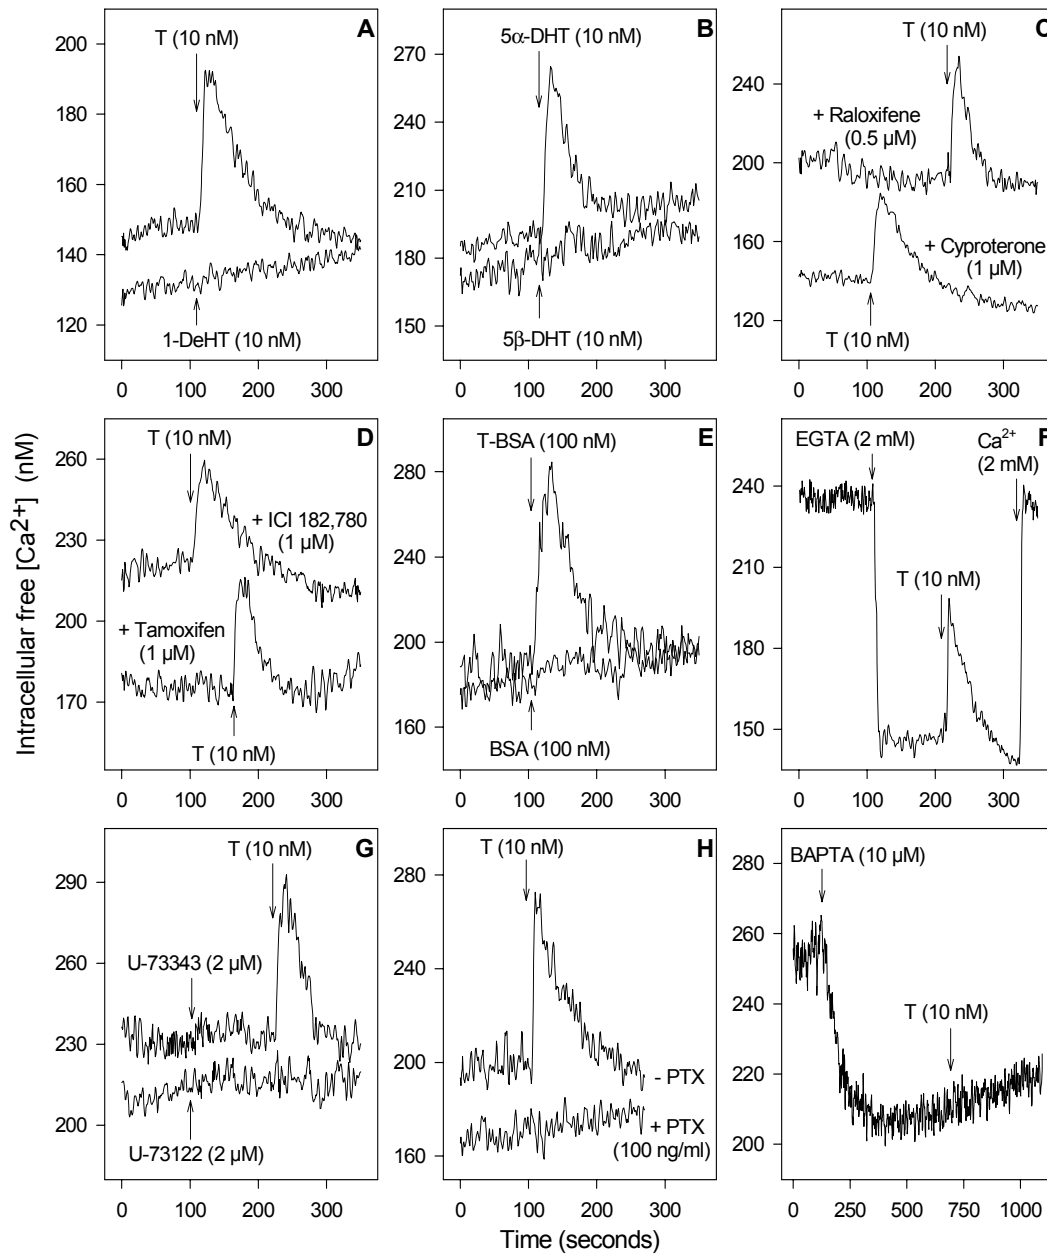 Intracellular free [Ca2+] (nM)
A
T (10 nM)
1-DeHT (10 nM)
200
180
160
140
120
0 100 200 300
B
5α-DHT (10 nM)
5β-DHT (10 nM)
270
240
210
180
150
0 100 200 300
C
T (10 nM)
+ Raloxifene
(0.5 µM)
+ Cyproterone
(1 µM)
T (10 nM)
240
200
160
120
0 100 200 300
D
T (10 nM)
+ ICI 182,780
(1 µM)
+ Tamoxifen
(1 µM)
T (10 nM)
260
230
200
170
0 100 200 300
E
T-BSA (100 nM)
BSA (100 nM)
280
240
200
160
0 100 200 300
F
EGTA (2 mM)
Ca2+
(2 mM)
T (10 nM)
240
210
180
150
0 100 200 300
G
T (10 nM)
U-73343 (2 µM)
U-73122 (2 µM)
290
260
230
200
0 100 200 300
H
T (10 nM)
- PTX
+ PTX
(100 ng/ml)
280
240
200
160
0 100 200 300
BAPTA (10 µM)
T (10 nM)
280
260
240
220
200
0 250 500 750 1000
Time (seconds)